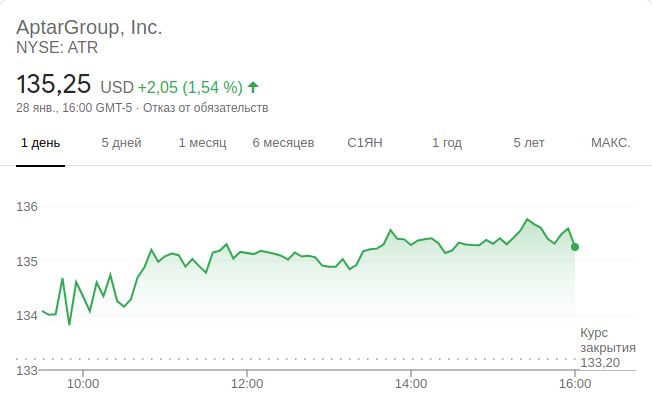 AptarGroup, Inc.
NYSE: ATR
135,25 USD +2,05 (1,54 %)
28 янв., 16:00 GMT-5 · Отказ от обязательств
1 день 5 дней 1 месяц 6 месяцев С1ЯН 1 год 5 лет МАКС.
136
135
134
Курс
закрытия
133,20
133
10:00 12:00 14:00 16:00